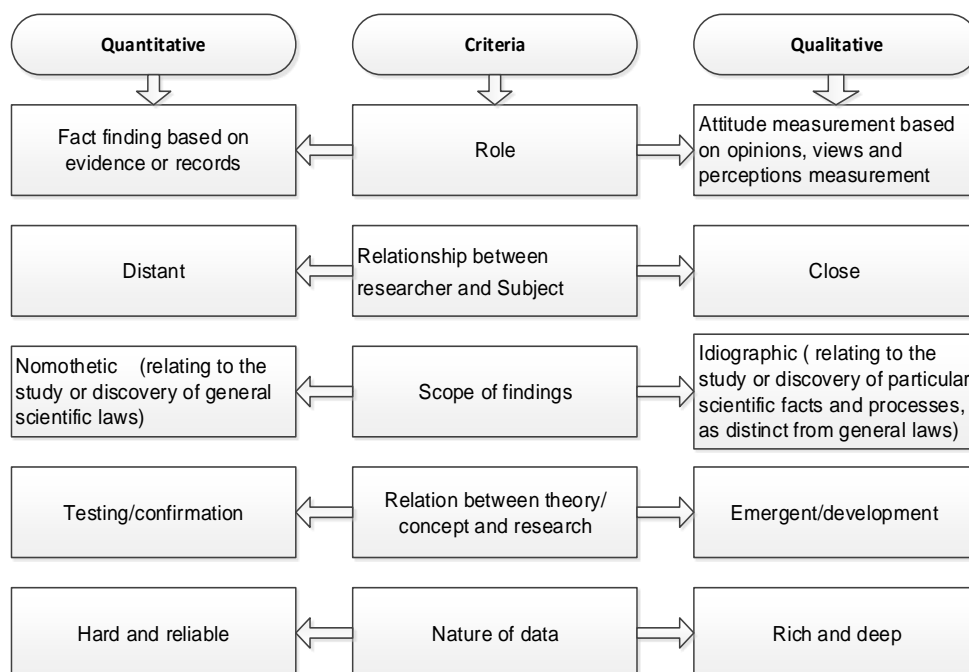 Quantitative
Criteria
Qualitative
Fact finding based on
evidence or records
Role
Attitude measurement based
on opinions, views and
perceptions measurement
Distant
Relationship between
researcher and Subject
Close
Nomothetic (relating to the
study or discovery of general
scientific laws)
Scope of findings
Idiographic ( relating to the
study or discovery of particular
scientific facts and processes,
as distinct from general laws)
Testing/confirmation
Relation between theory/
concept and research
Emergent/development
Hard and reliable
Nature of data
Rich and deep